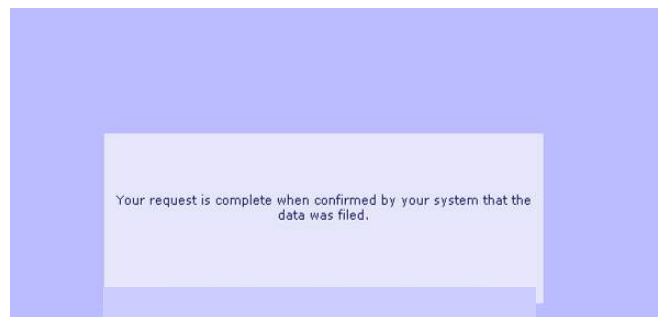 Your request is complete when confirmed by your system that the
data was filed.